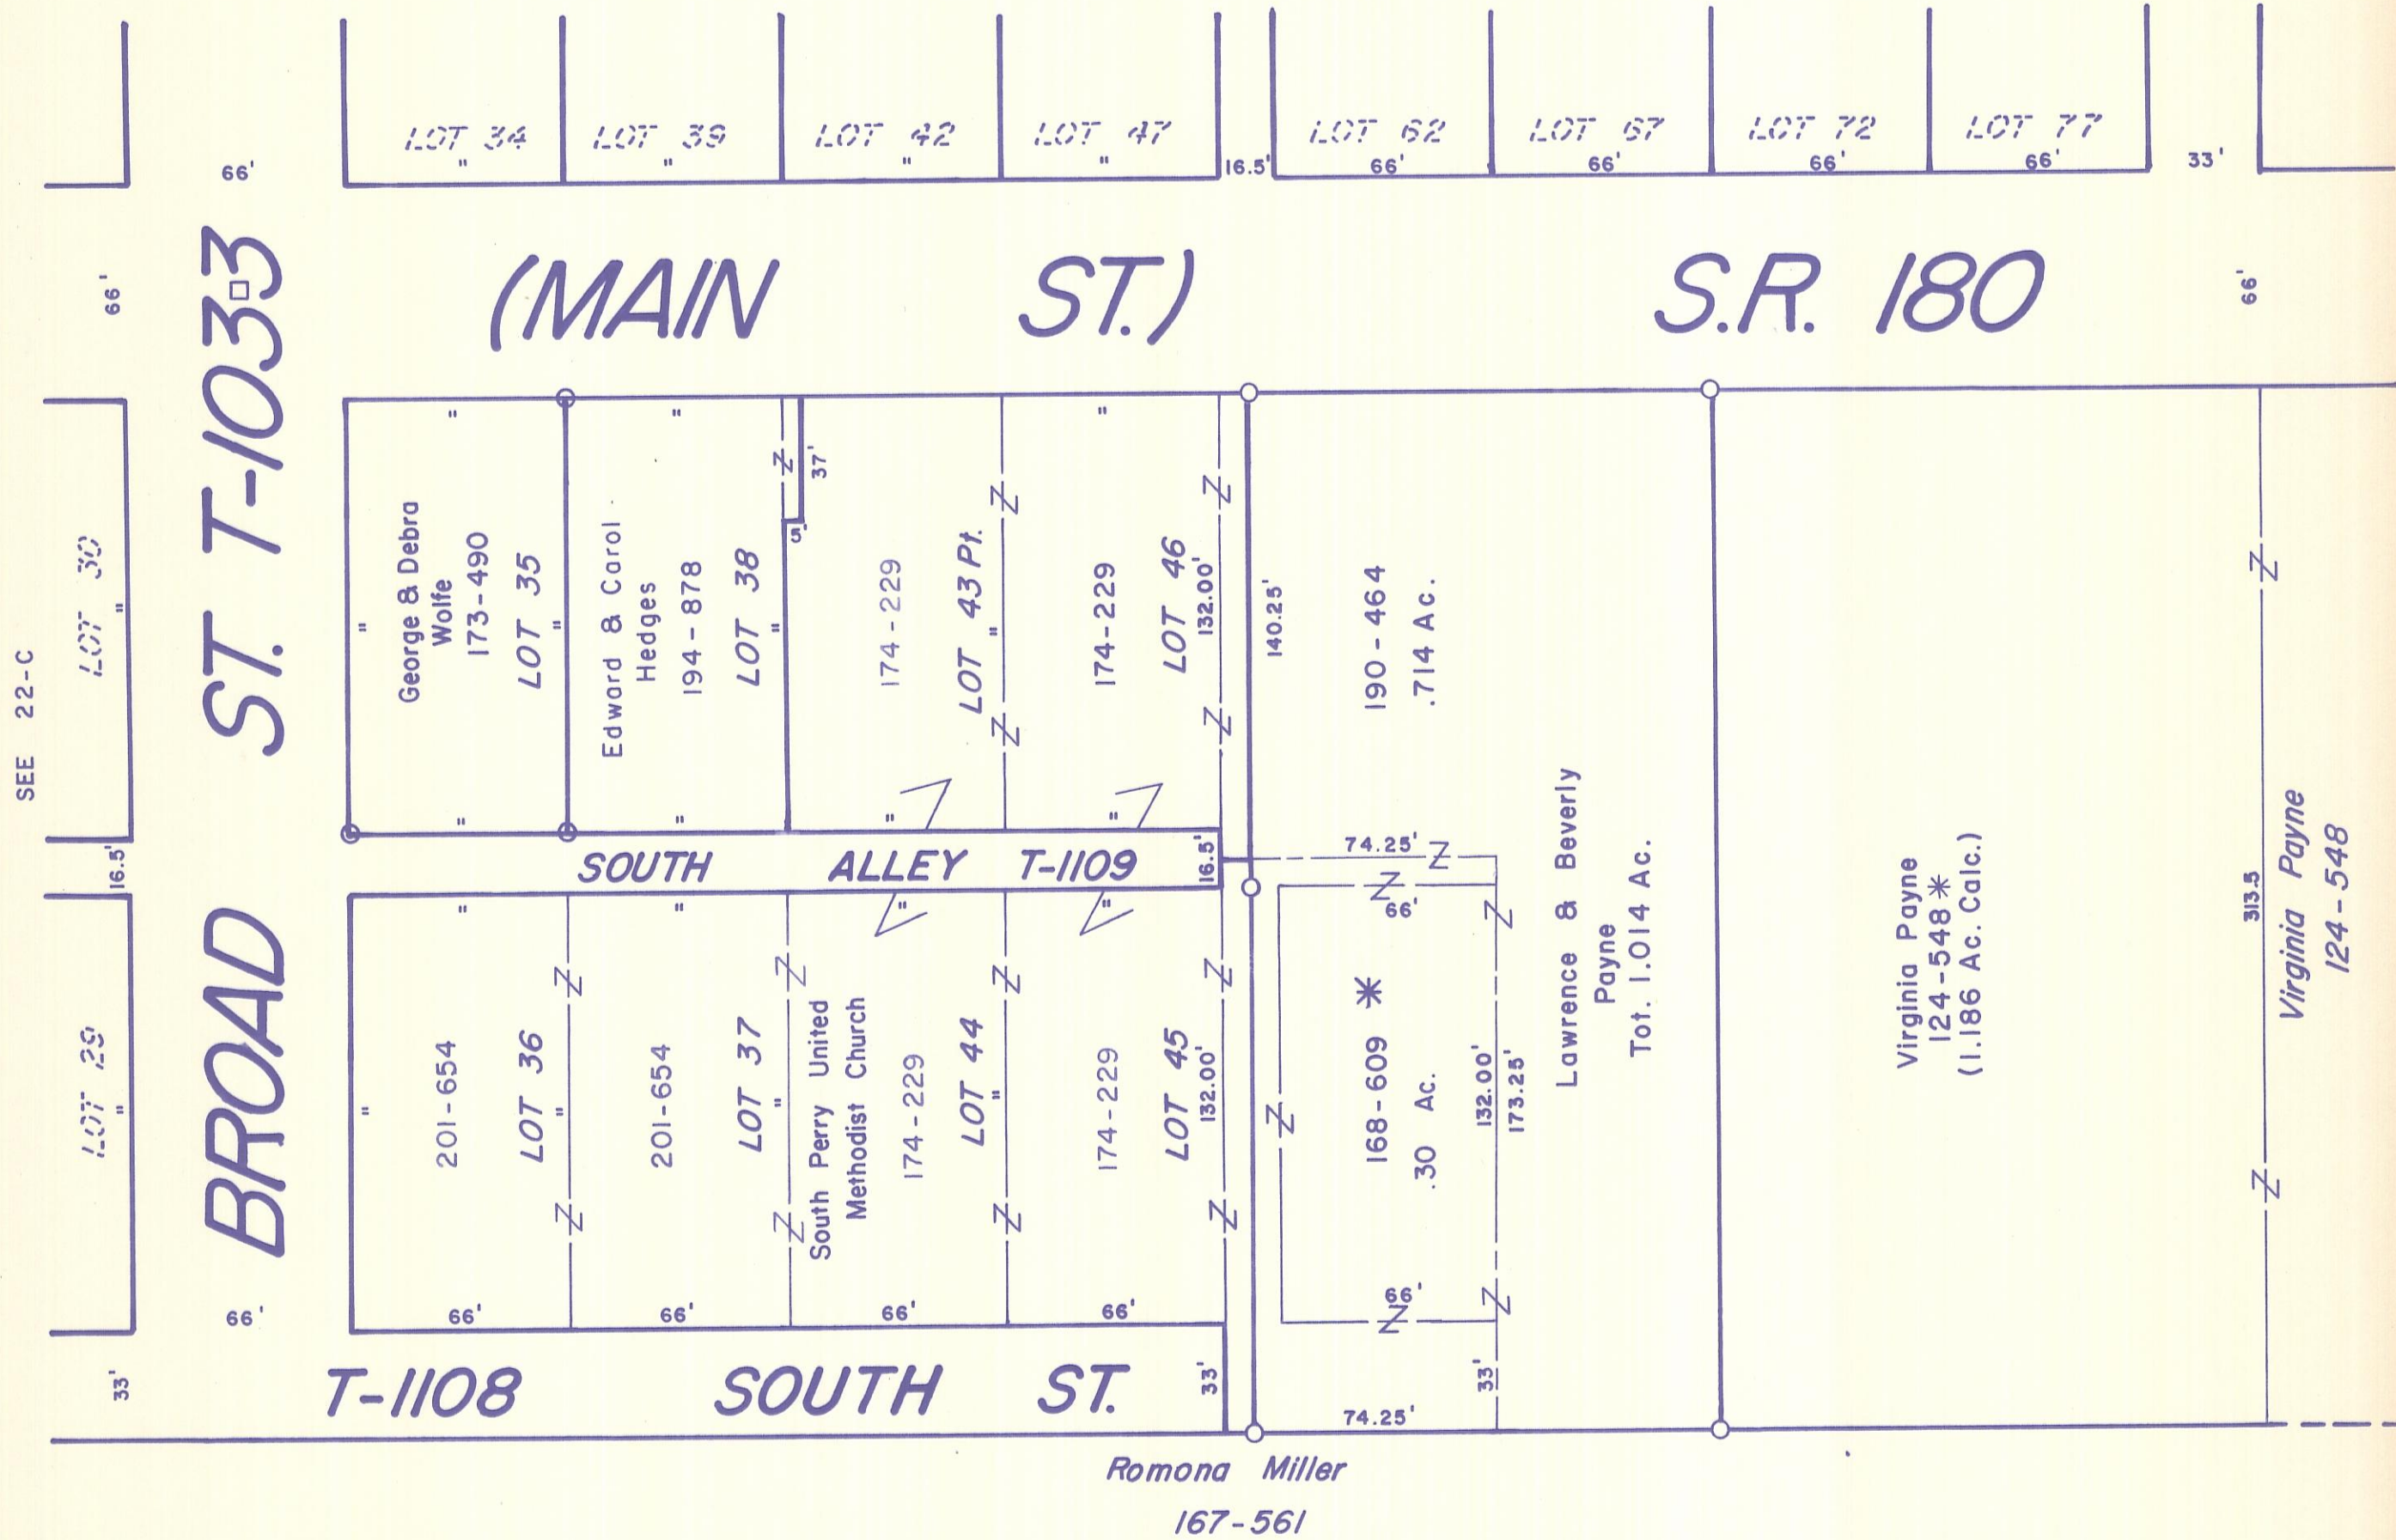 LOT 34
"
LOT 39
"
LOT 42
"
LOT 47
"
LOT 62
66'
LOT 67
66'
LOT 72
66'
LOT 77
66'
66'
16.5'
33'
66'
(MAIN ST.) S.R. 180
66'
BROAD ST. T-1033
SEE 22-C
LOT 30
"
16.5'
LOT 29
"
66'
33'
"
"
George & Debra
Wolfe
173-490
LOT 35
"
"
"
Edward & Carol
Hedges
194-878
LOT 38
"
"
37'
5'
174-229
LOT 43 Pt.
"
"
"
174-229
LOT 46
132.00'
"
140.25'
190-464
.714 Ac.
SOUTH ALLEY T-1109
16.5'
74.25'
66'
"
"
201-654
LOT 36
"
66'
"
201-654
LOT 37
"
66'
South Perry United
Methodist Church
"
174-229
LOT 44
"
66'
"
174-229
LOT 45
132.00'
66'
168-609 *
.30 Ac.
132.00'
173.25'
66'
33'
74.25'
Lawrence & Beverly
Payne
Tot. 1.014 Ac.
Virginia Payne
124-548*
(1.186 Ac. Calc.)
313.5
Virginia Payne
124-548
T-1108 SOUTH ST.
33'
Romona Miller
167-561